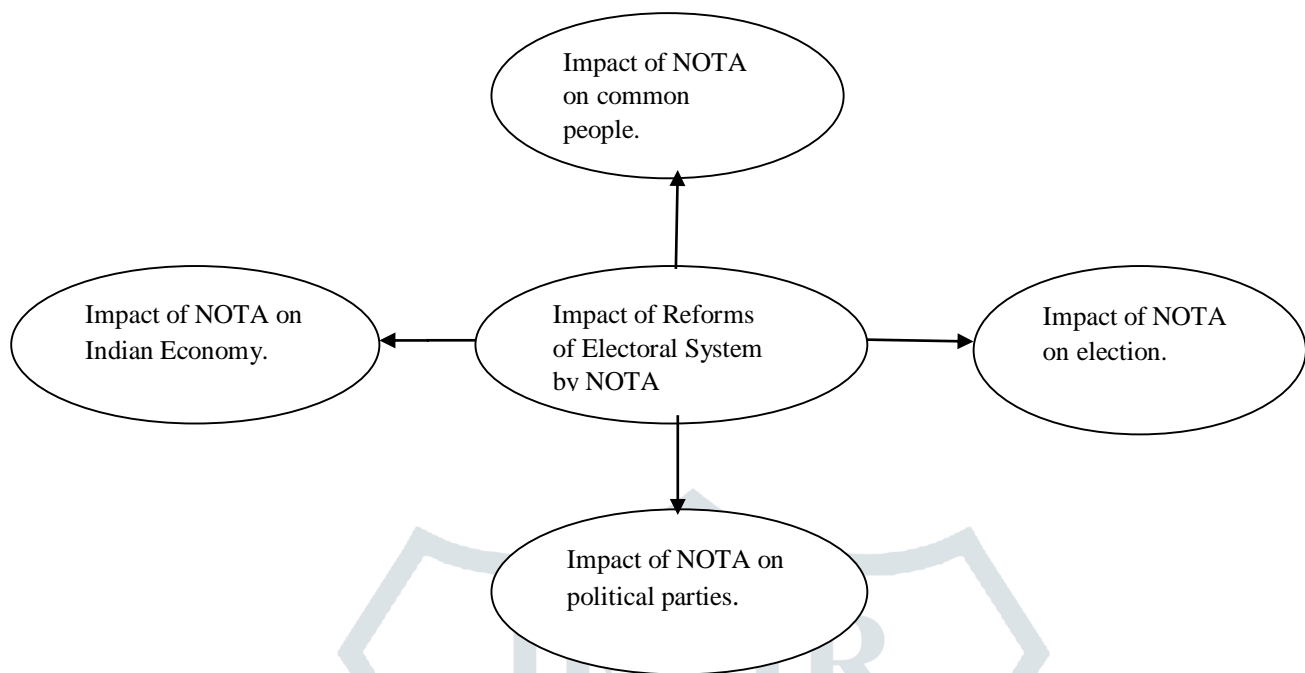 Impact of NOTA
on common
people.
Impact of NOTA on
Indian Economy.
Impact of Reforms
of Electoral System
by NOTA
Impact of NOTA
on election.
Impact of NOTA on
political parties.